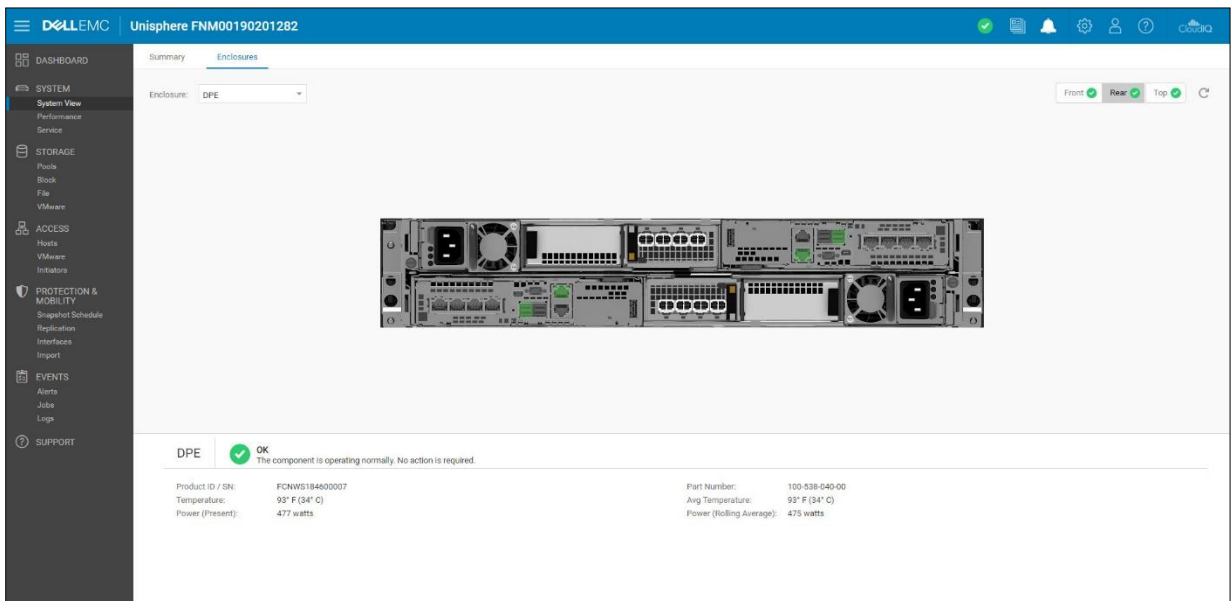 DELLEMC Unisphere FNM00190201282 CloudIQ
DASHBOARD
SYSTEM
System View
Performance
Service
STORAGE
Pools
Block
File
VMware
ACCESS
Hosts
VMware
Initiators
PROTECTION &
MOBILITY
Snapshot Schedule
Replication
Interfaces
Import
EVENTS
Alerts
Jobs
Logs
SUPPORT
Summary Enclosures
Enclosure: DPE Front Rear Top
DPE
OK
The component is operating normally. No action is required.
Product ID / SN: FCNWS184600007 Part Number: 100-538-040-00
Temperature: 93° F (34° C) Avg Temperature: 93° F (34° C)
Power (Present): 477 watts Power (Rolling Average): 475 watts